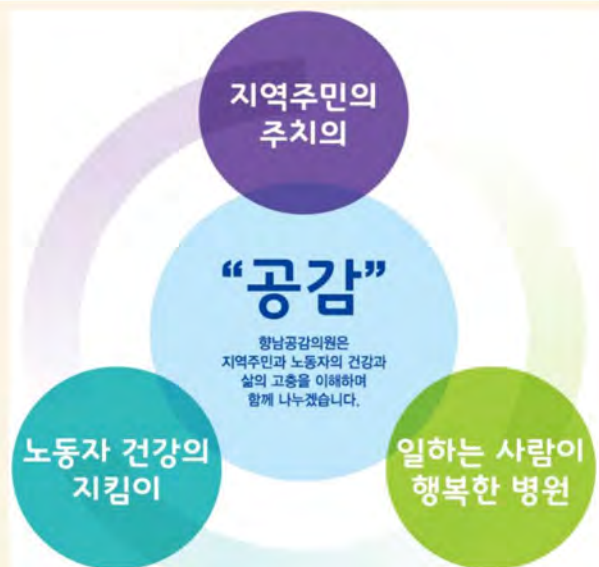 지역주민의
주치의
“공감”
향남공감의원은
지역주민과 노동자의 건강과
삶의 고충을 이해하며
함께 나누겠습니다.
노동자 건강의
지킴이
일하는 사람이
행복한 병원